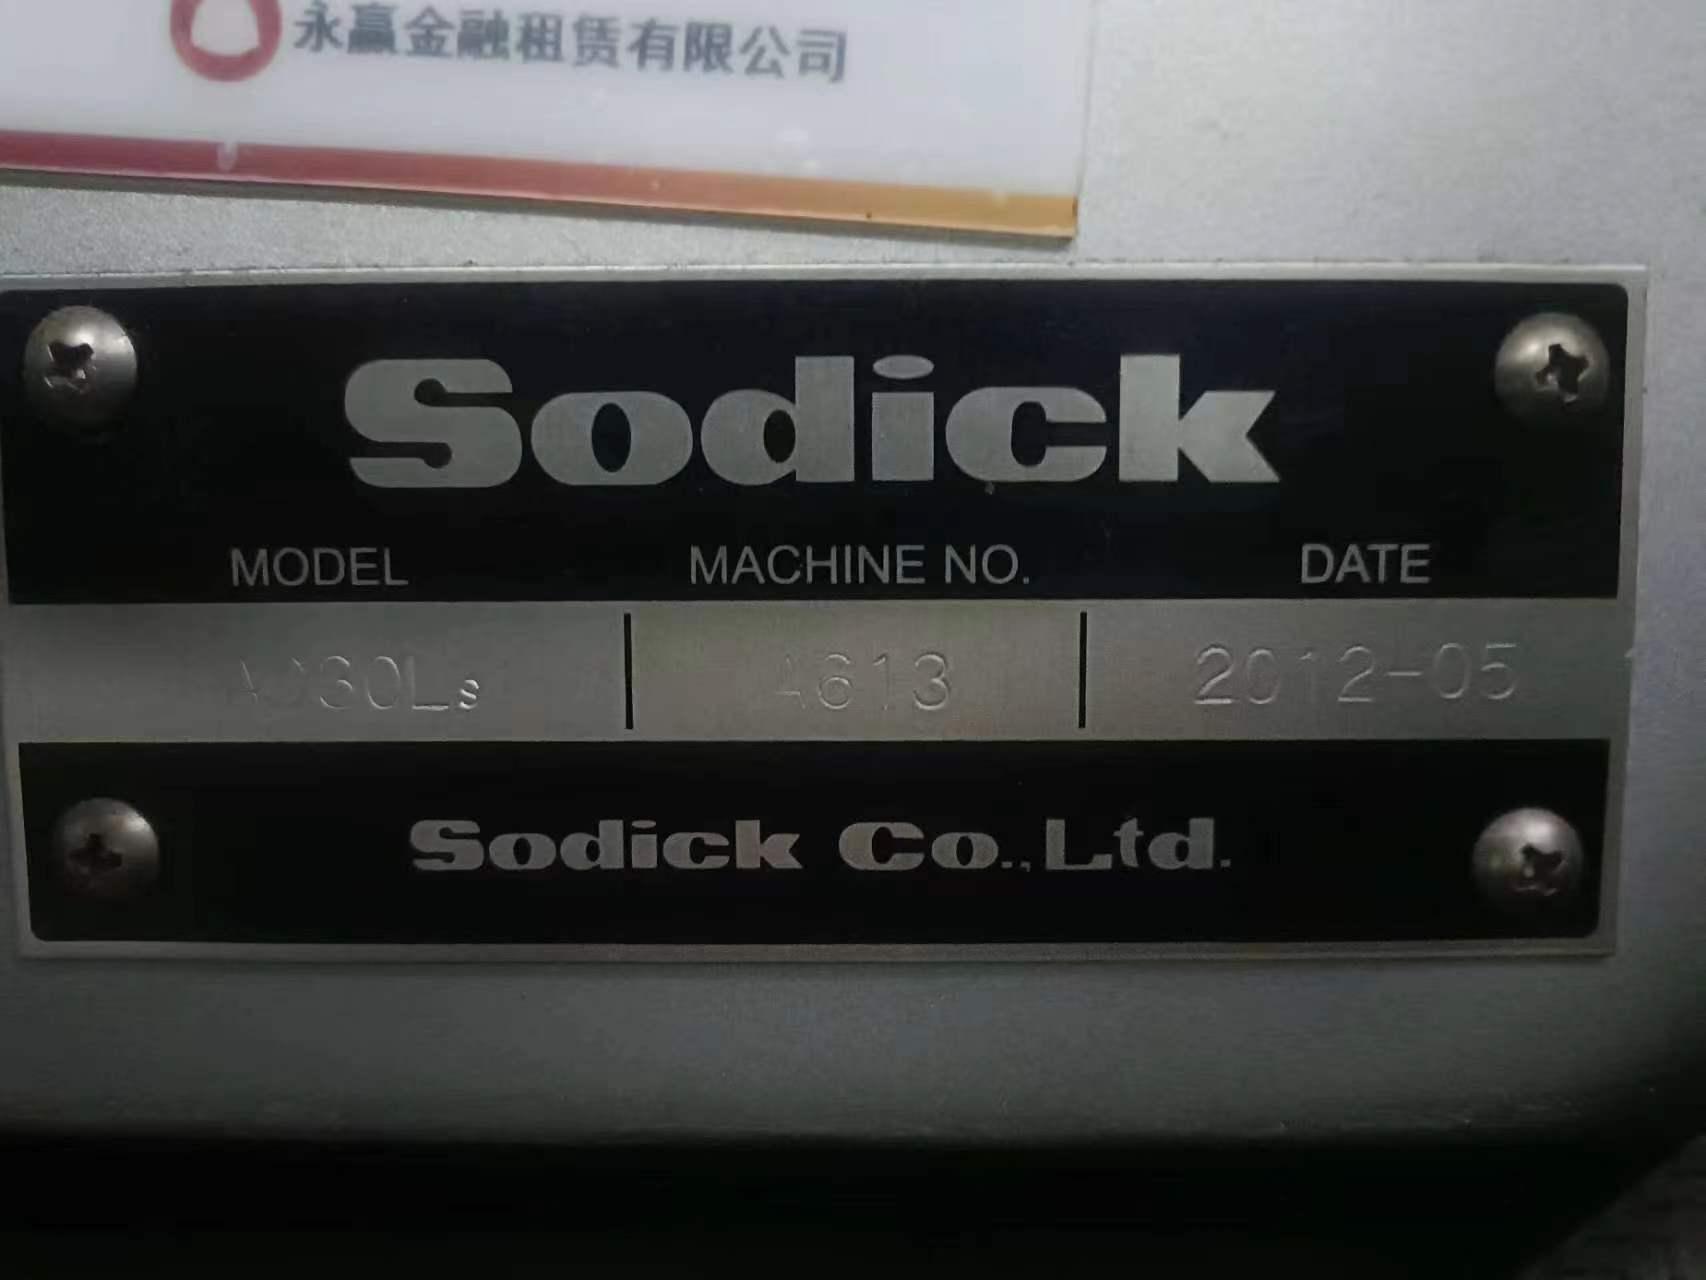 永赢金融租赁有限公司
Sodick
MODEL MACHINE NO. DATE
A613 2012-05
Sodick Co.,Ltd.